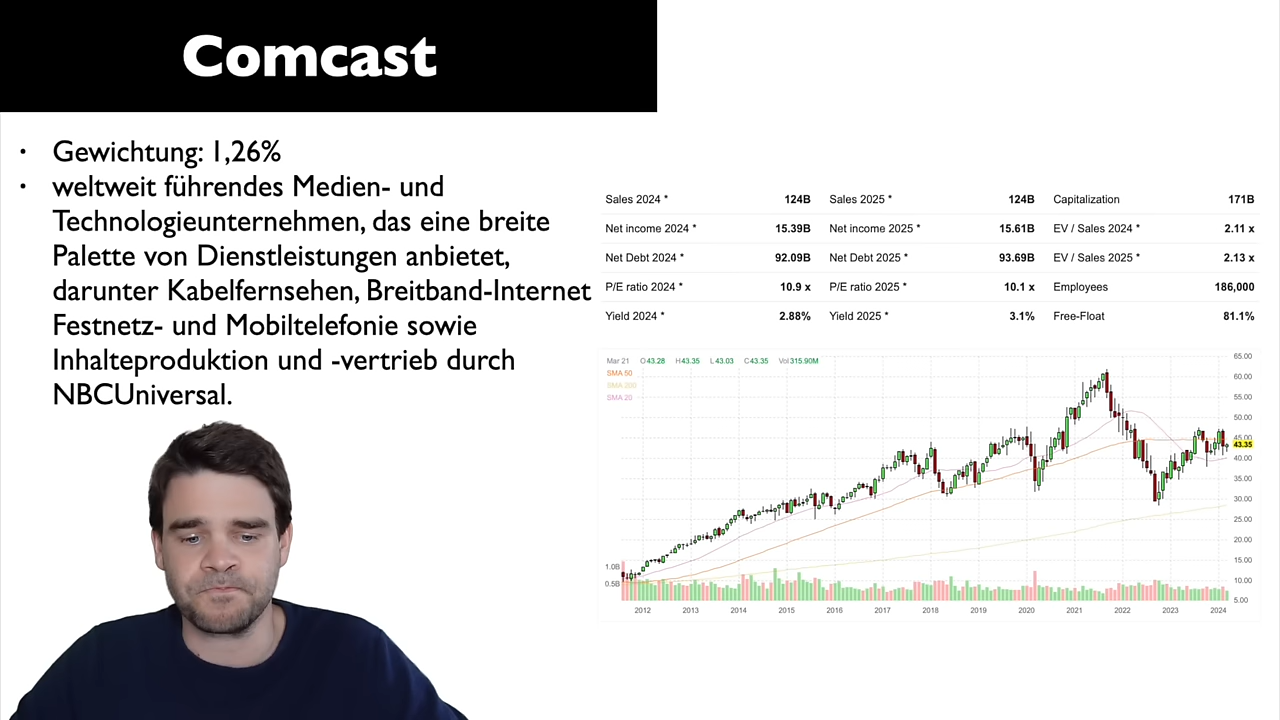 Comcast
• Gewichtung: 1,26%
• weltweit führendes Medien- und
Technologieunternehmen, das eine breite
Palette von Dienstleistungen anbietet,
darunter Kabelfernsehen, Breitband-Internet
Festnetz- und Mobiltelefonie sowie
Inhalteproduktion und -vertrieb durch
NBCUniversal.
Sales 2024 * 124B Sales 2025 * 124B Capitalization 171B
Net income 2024 * 15.39B Net income 2025 * 15.61B EV / Sales 2024 * 2.11 x
Net Debt 2024 * 92.09B Net Debt 2025 * 93.69B EV / Sales 2025 * 2.13 x
P/E ratio 2024 * 10.9 x P/E ratio 2025 * 10.1 x Employees 186,000
Yield 2024 * 2.88% Yield 2025 * 3.1% Free-Float 81.1%
Mar 21 O43.28 H43.35 L43.03 C43.35 Vol315.90M
SMA 50
SMA 200
SMA 20
65.00
60.00
55.00
50.00
45.00
43.35
40.00
35.00
30.00
25.00
20.00
15.00
10.00
5.00
1.0B
0.5B
2012 2013 2014 2015 2016 2017 2018 2019 2020 2021 2022 2023 2024